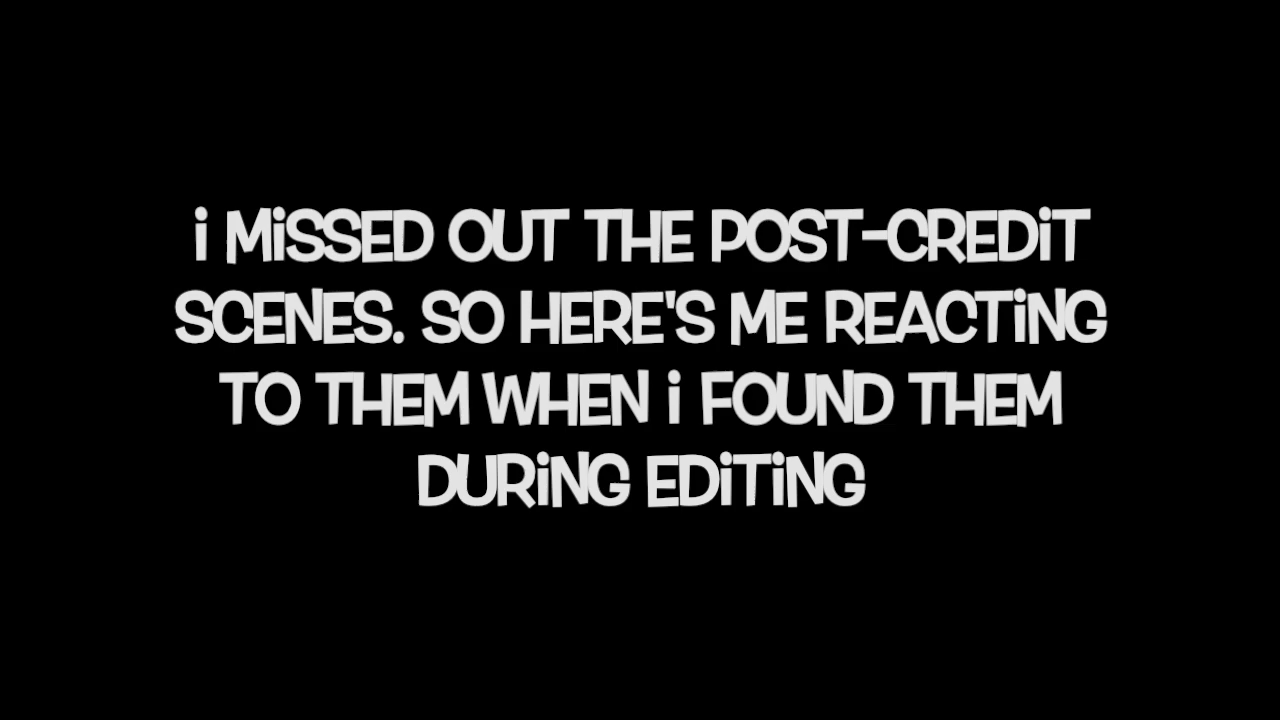 i MiSSED OUT THE POST-CREDiT
SCENES. SO HERE'S ME REACTiNG
TO THEM WHEN i FOUND THEM
DURiNG EDiTiNG